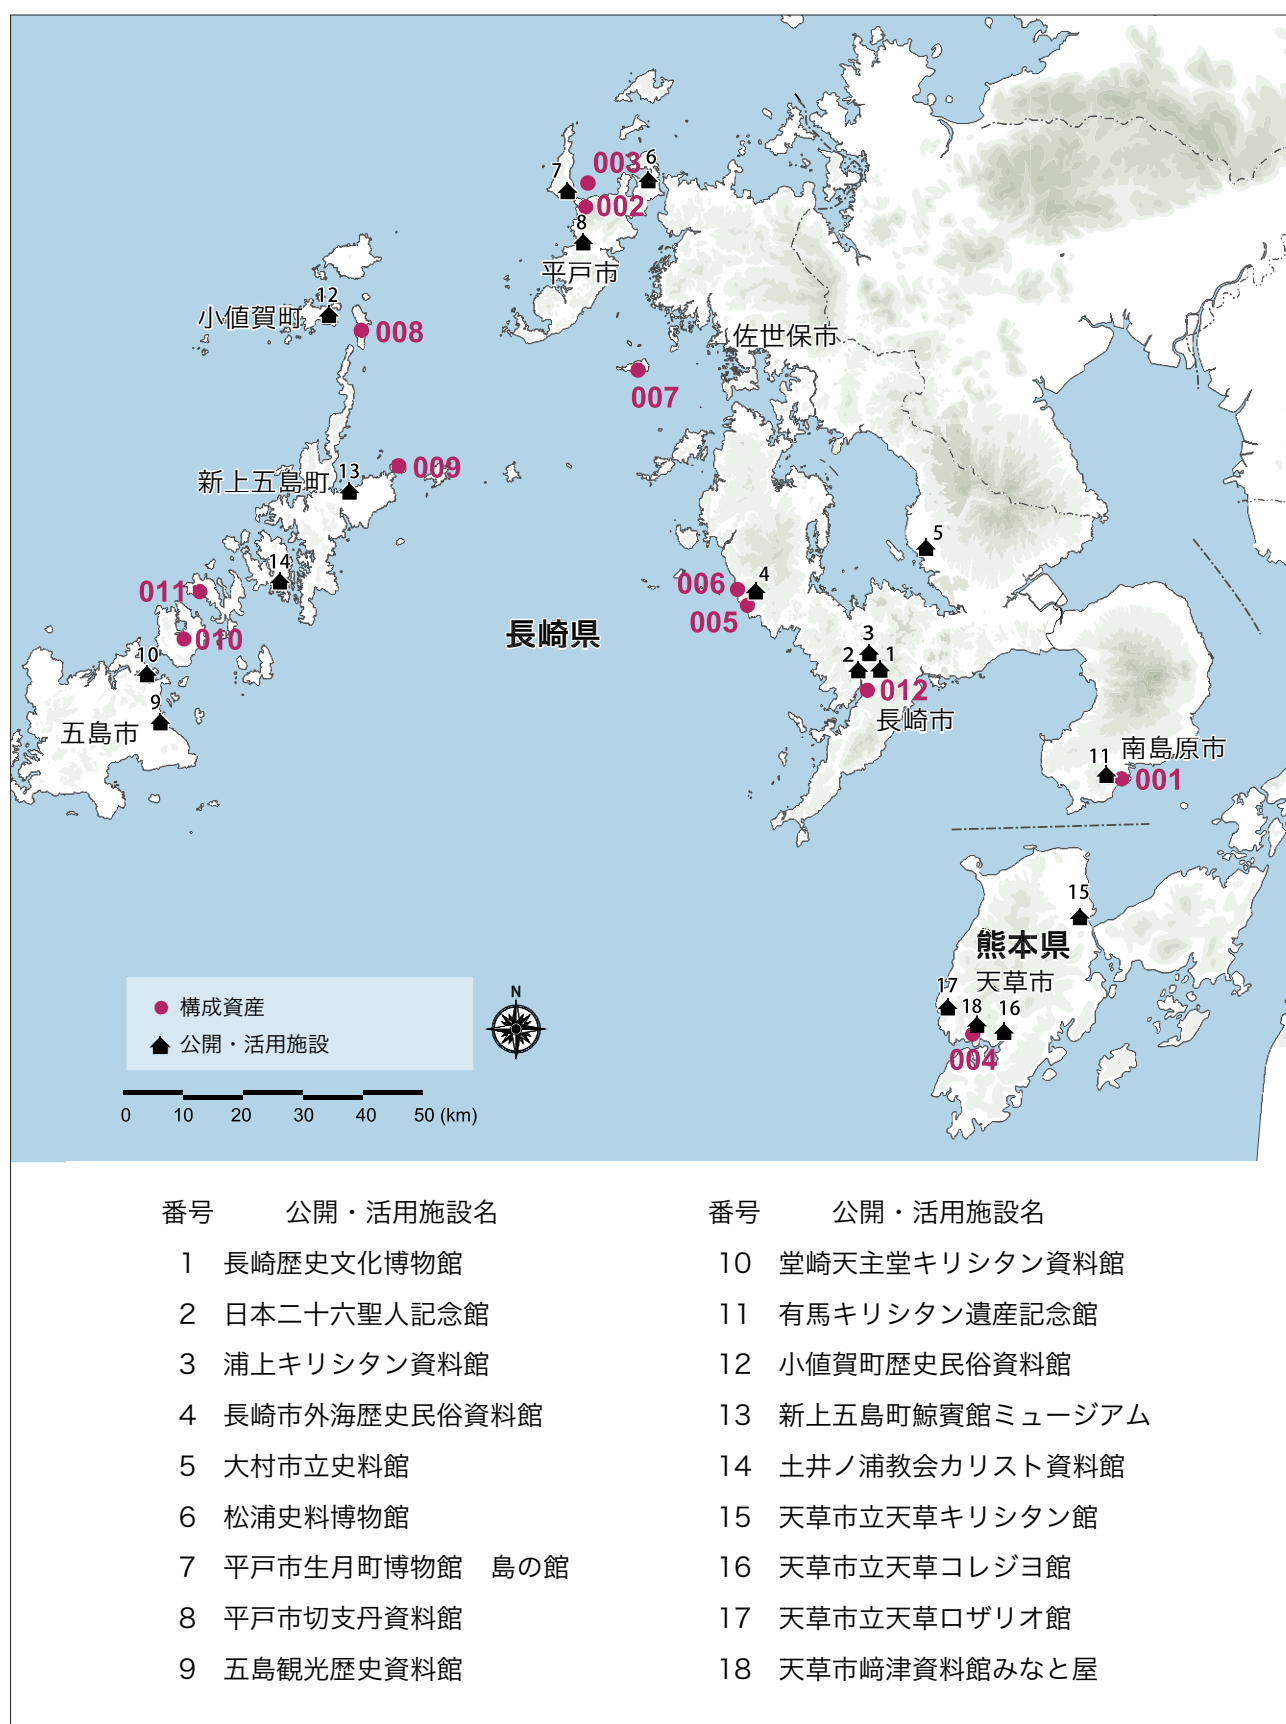 003
6
7
002
8
平戸市
12
小値賀町
008
佐世保市
007
009
13
新上五島町
5
14
006
4
011
005
長崎県
010
3
10
2
1
012
9
長崎市
五島市
南島原市
11
001
15
熊本県
天草市
17
18
16
004
N
構成資産
公開・活用施設
0 10 20 30 40 50 (km)
番号 公開・活用施設名
1 長崎歴史文化博物館
2 日本二十六聖人記念館
3 浦上キリシタン資料館
4 長崎市外海歴史民俗資料館
5 大村市立史料館
6 松浦史料博物館
7 平戸市生月町博物館 島の館
8 平戸市切支丹資料館
9 五島観光歴史資料館
番号 公開・活用施設名
10 堂崎天主堂キリシタン資料館
11 有馬キリシタン遺産記念館
12 小値賀町歴史民俗資料館
13 新上五島町鯨賓館ミュージアム
14 土井ノ浦教会カリスト資料館
15 天草市立天草キリシタン館
16 天草市立天草コレジヨ館
17 天草市立天草ロザリオ館
18 天草市﨑津資料館みなと屋